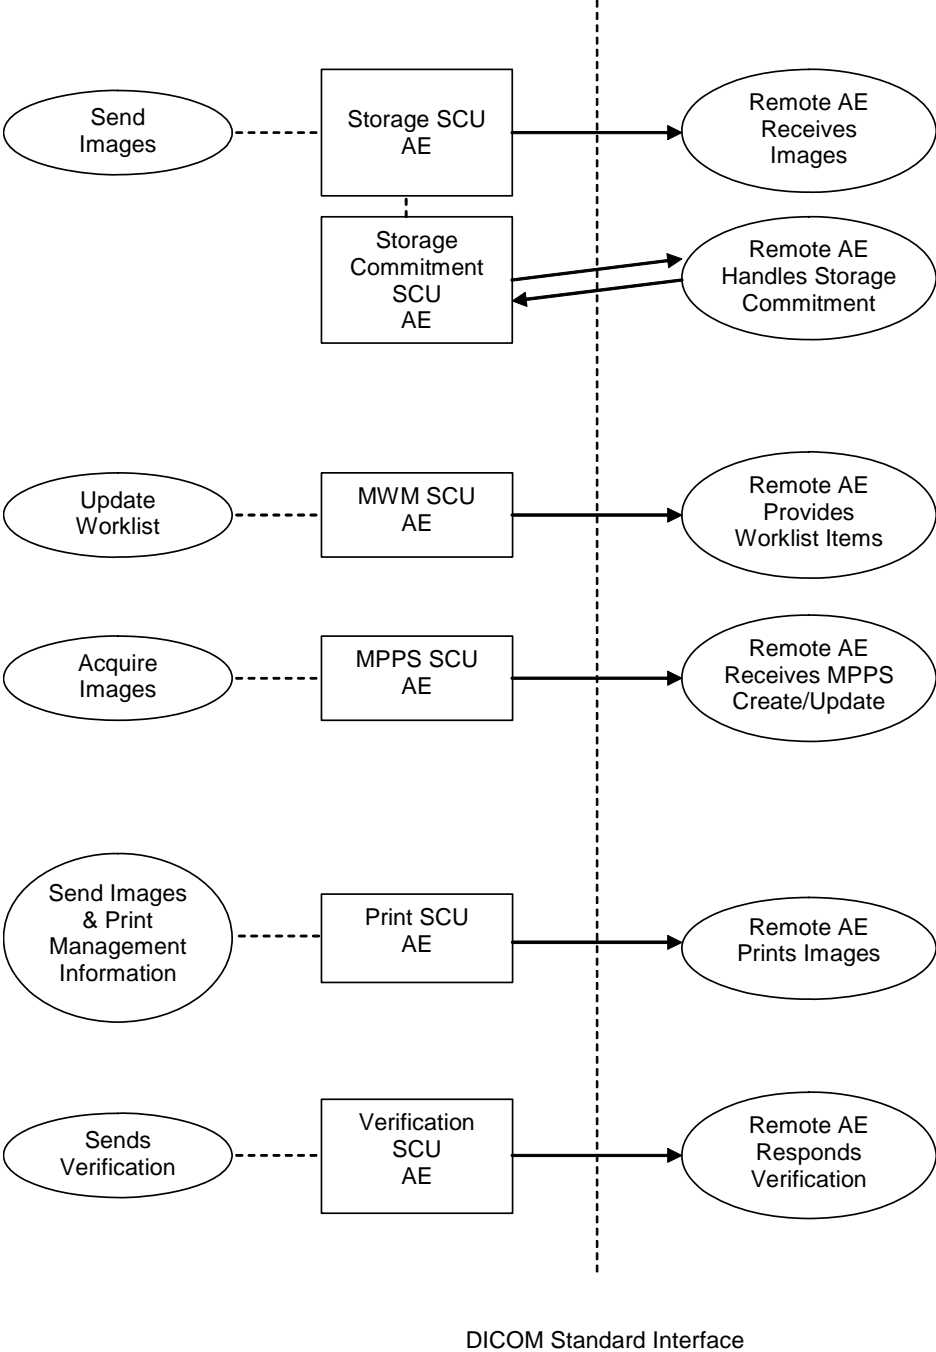 Send
Images
Storage SCU
AE
Remote AE
Receives
Images
Storage
Commitment
SCU
AE
Remote AE
Handles Storage
Commitment
Update
Worklist
MWM SCU
AE
Remote AE
Provides
Worklist Items
Acquire
Images
MPPS SCU
AE
Remote AE
Receives MPPS
Create/Update
Send Images
& Print
Management
Information
Print SCU
AE
Remote AE
Prints Images
Sends
Verification
Verification
SCU
AE
Remote AE
Responds
Verification
DICOM Standard Interface